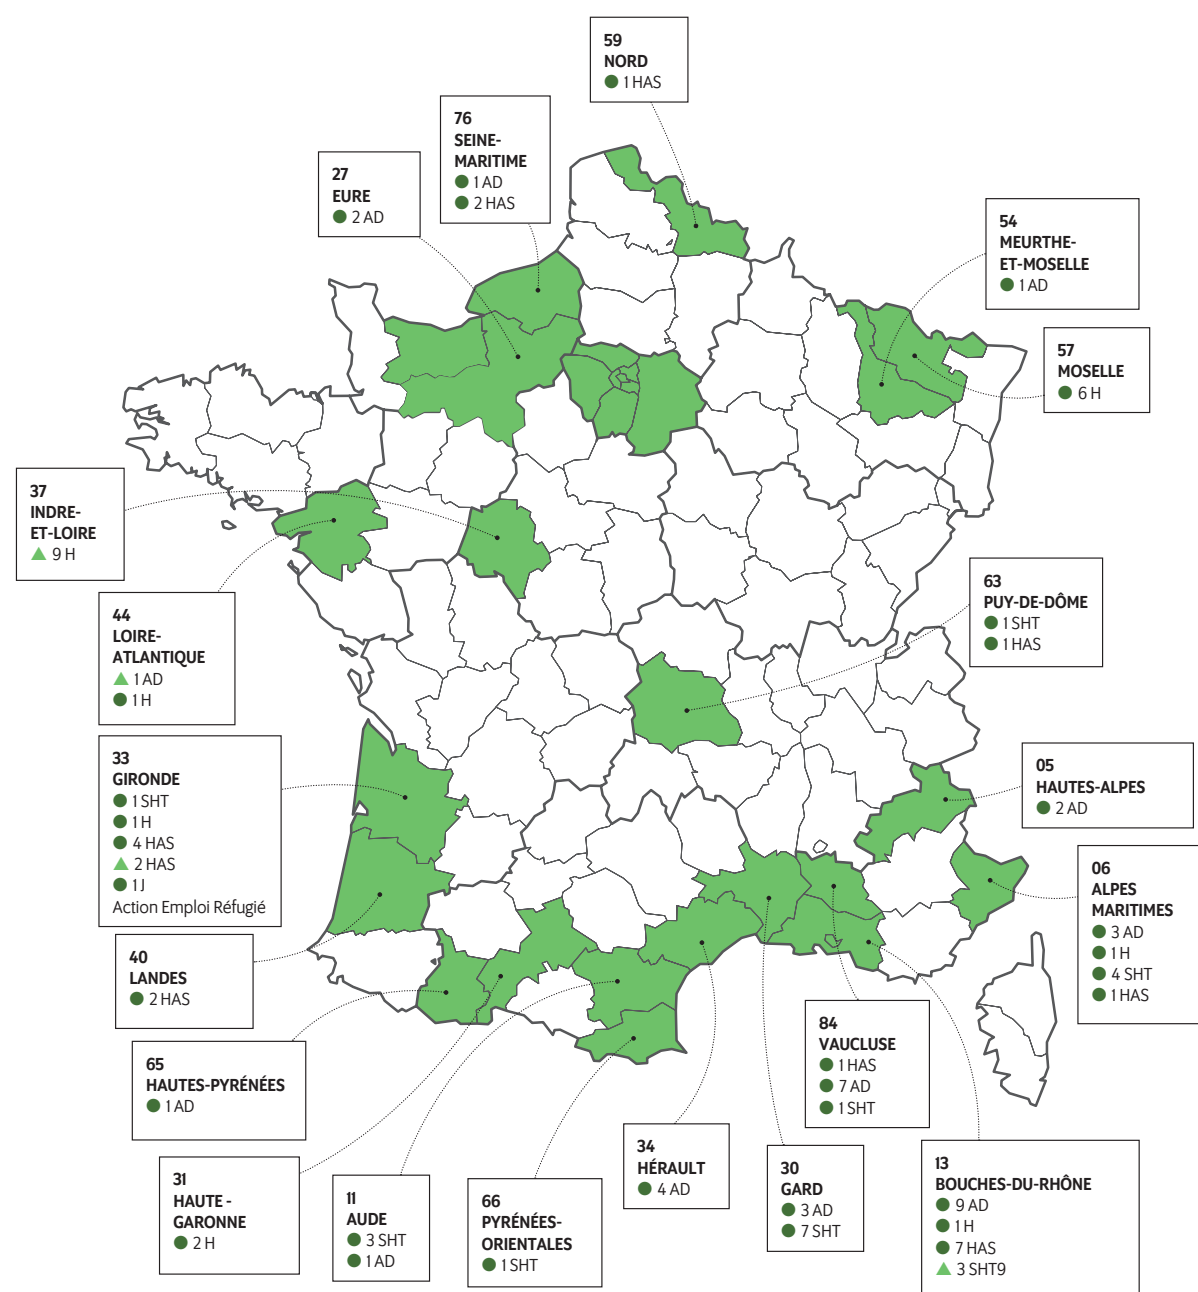 59
NORD
1 HAS
76
SEINE-
MARITIME
1 AD
2 HAS
27
EURE
2 AD
54
MEURTHE-
ET-MOSELLE
1 AD
57
MOSELLE
6 H
37
INDRE-
ET-LOIRE
9 H
44
LOIRE-
ATLANTIQUE
1 AD
1 H
63
PUY-DE-DÔME
1 SHT
1 HAS
33
GIRONDE
1 SHT
1 H
4 HAS
2 HAS
1 J
Action Emploi Réfugié
05
HAUTES-ALPES
2 AD
06
ALPES
MARITIMES
3 AD
1 H
4 SHT
1 HAS
40
LANDES
2 HAS
84
VAUCLUSE
1 HAS
7 AD
1 SHT
65
HAUTES-PYRÉNÉES
1 AD
34
HÉRAULT
4 AD
30
GARD
3 AD
7 SHT
13
BOUCHES-DU-RHÔNE
9 AD
1 H
7 HAS
3 SHT9
31
HAUTE -
GARONNE
2 H
11
AUDE
3 SHT
1 AD
66
PYRÉNÉES-
ORIENTALES
1 SHT